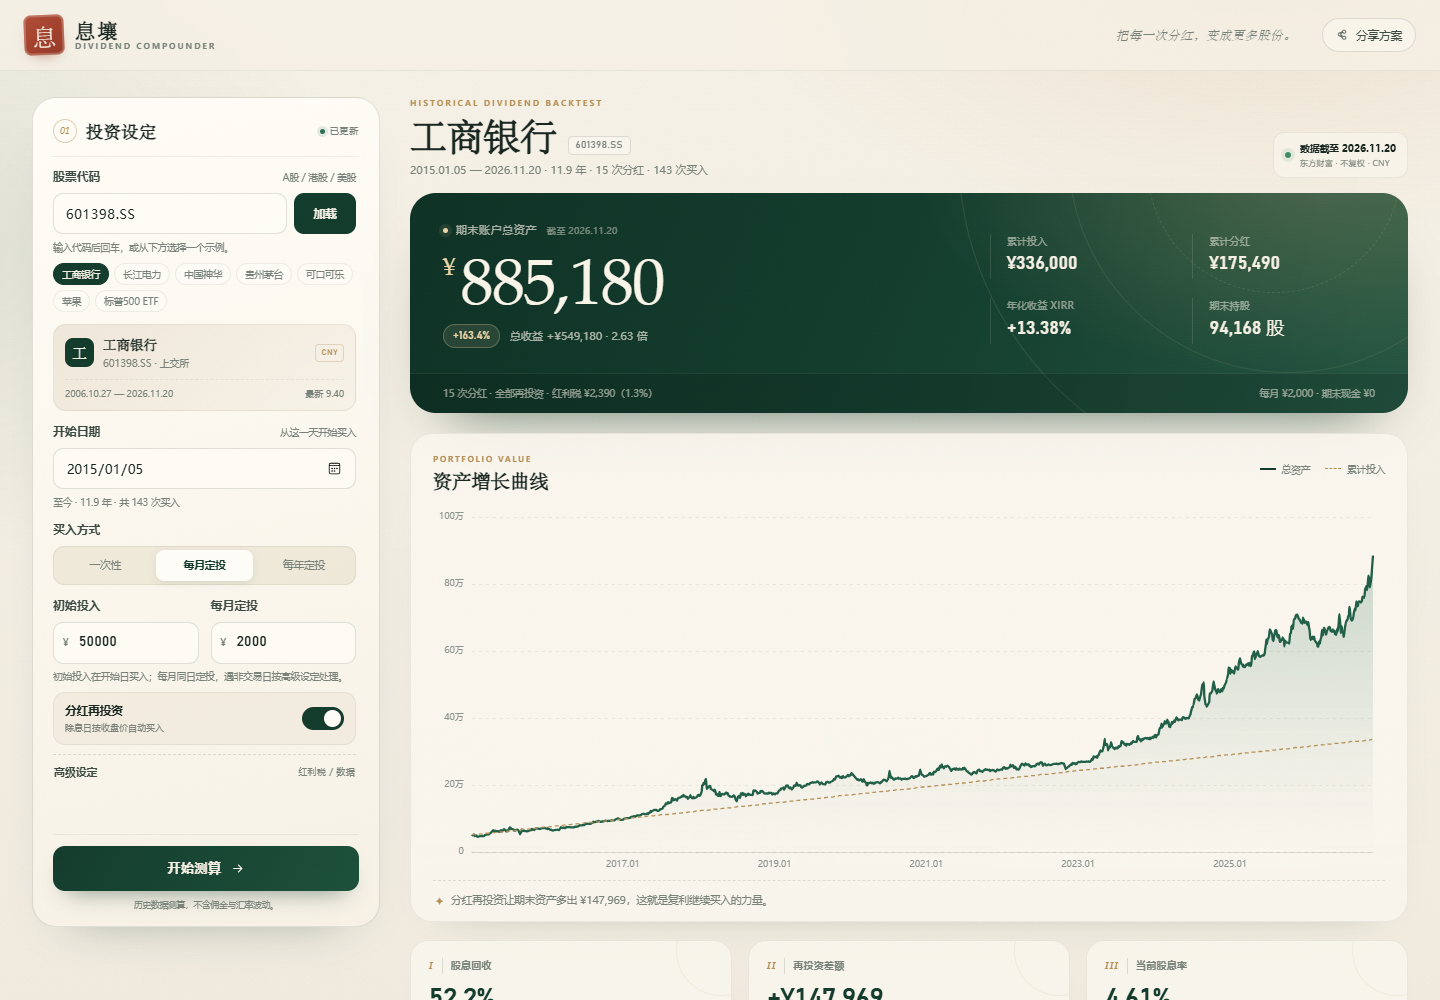 息
息壤
DIVIDEND COMPOUNDER
把每一次分红，变成更多股份。
分享方案
01
投资设定
已更新
股票代码
A股 / 港股 / 美股
601398.SS
加载
输入代码后回车，或从下方选择一个示例。
工商银行
长江电力
中国神华
贵州茅台
可口可乐
苹果
标普500 ETF
工
工商银行
601398.SS · 上交所
CNY
2006.10.27 — 2026.11.20
最新 9.40
开始日期
从这一天开始买入
2015/01/05
至今 · 11.9 年 · 共 143 次买入
买入方式
一次性
每月定投
每年定投
初始投入
每月定投
¥ 50000
¥ 2000
初始投入在开始日买入；每月同日定投，遇非交易日按高级设定处理。
分红再投资
除息日按收盘价自动买入
高级设定
红利税 / 数据
开始测算 →
历史数据测算，不含佣金与汇率波动。
HISTORICAL DIVIDEND BACKTEST
工商银行
601398.SS
2015.01.05 — 2026.11.20 · 11.9 年 · 15 次分红 · 143 次买入
数据截至 2026.11.20
东方财富 · 不复权 · CNY
期末账户总资产
截至 2026.11.20
¥885,180
+163.4%
总收益 +¥549,180 · 2.63 倍
累计投入
¥336,000
累计分红
¥175,490
年化收益 XIRR
+13.38%
期末持股
94,168 股
15 次分红 · 全部再投资 · 红利税 ¥2,390（1.3%）
每月 ¥2,000 · 期末现金 ¥0
PORTFOLIO VALUE
资产增长曲线
总资产
累计投入
100万
80万
60万
40万
20万
0
2017.01
2019.01
2021.01
2023.01
2025.01
分红再投资让期末资产多出 ¥147,969，这就是复利继续买入的力量。
I
股息回收
52.2%
II
再投资差额
+¥147,969
III
当前股息率
4.61%